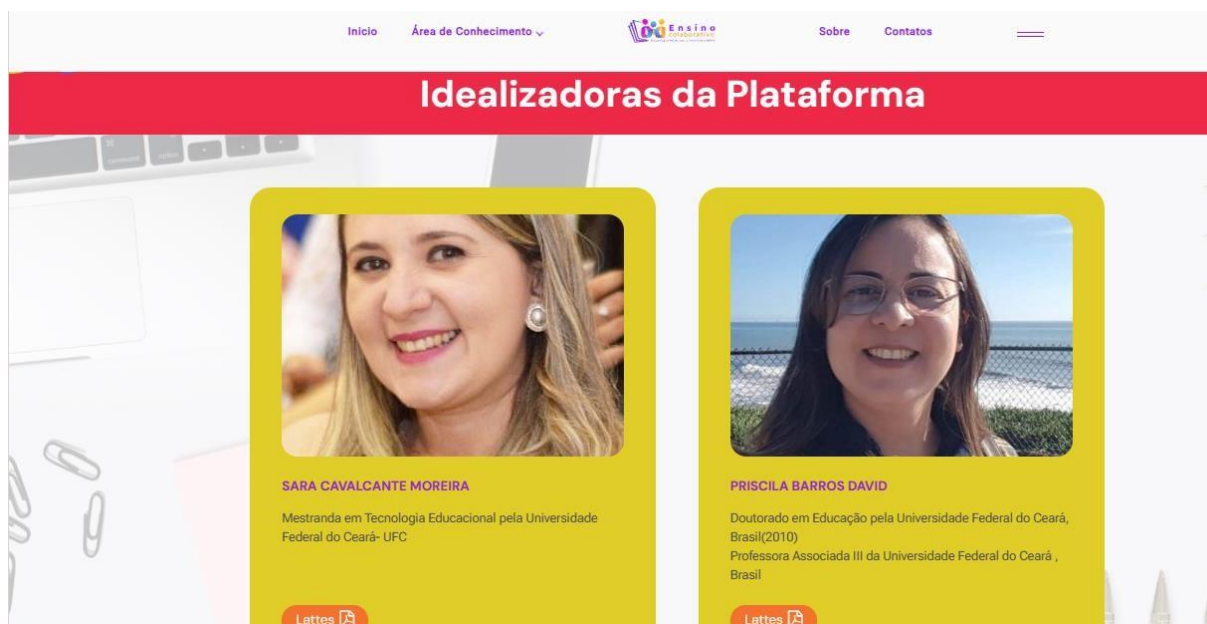 Inicio
Área de Conhecimento
Ensino
colaborativo
Sobre
Contatos
Idealizadoras da Plataforma
SARA CAVALCANTE MOREIRA
Mestranda em Tecnologia Educacional pela Universidade
Federal do Ceará- UFC
Lattes
PRISCILA BARROS DAVID
Doutorado em Educação pela Universidade Federal do Ceará,
Brasil(2010)
Professora Associada III da Universidade Federal do Ceará ,
Brasil
Lattes